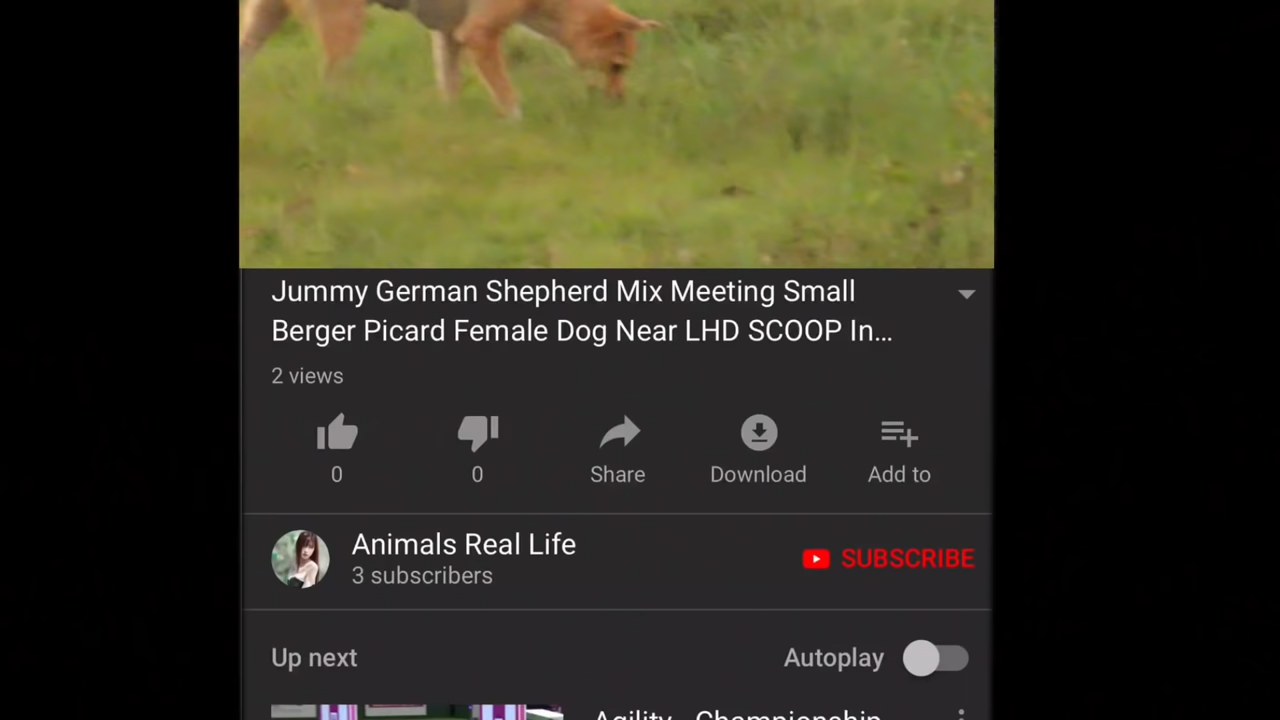 Jummy German Shepherd Mix Meeting Small
Berger Picard Female Dog Near LHD SCOOP In...
2 views
0
0
Share
Download
Add to
Animals Real Life
3 subscribers
SUBSCRIBE
Up next
Autoplay
Agility - Championship